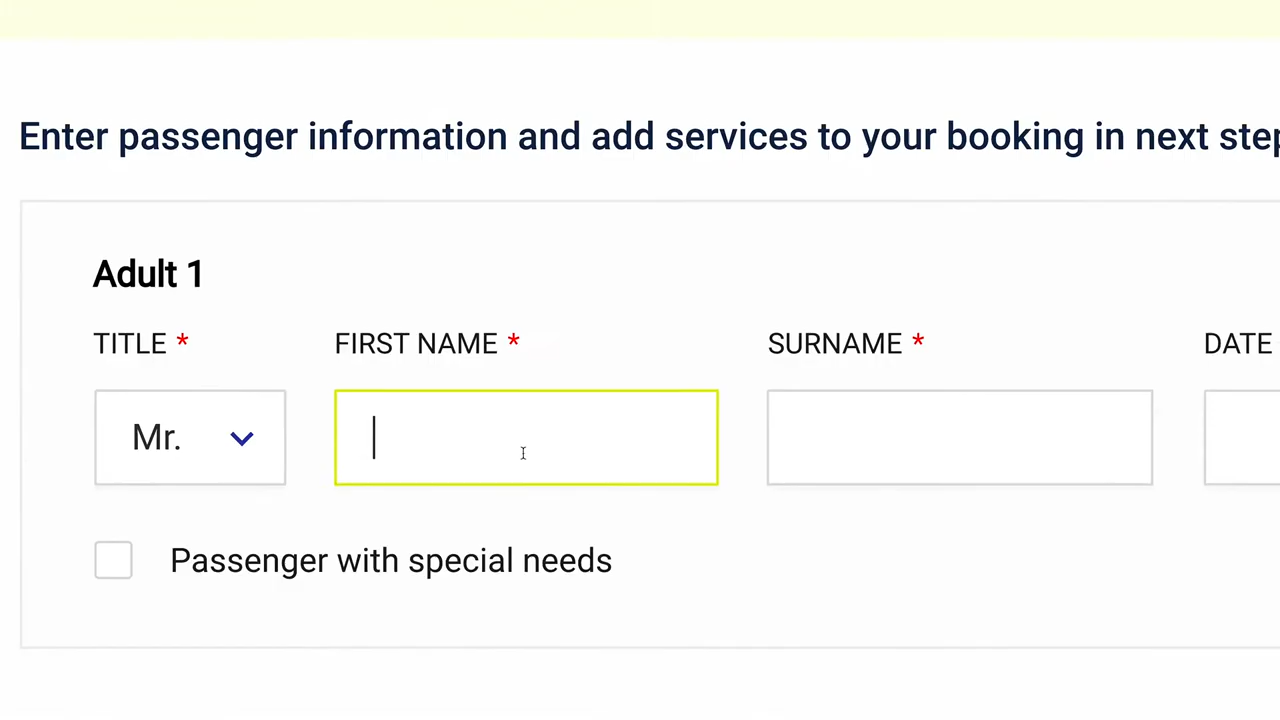 Enter passenger information and add services to your booking in next step
Adult 1
TITLE * FIRST NAME * SURNAME * DATE
Mr.
Passenger with special needs